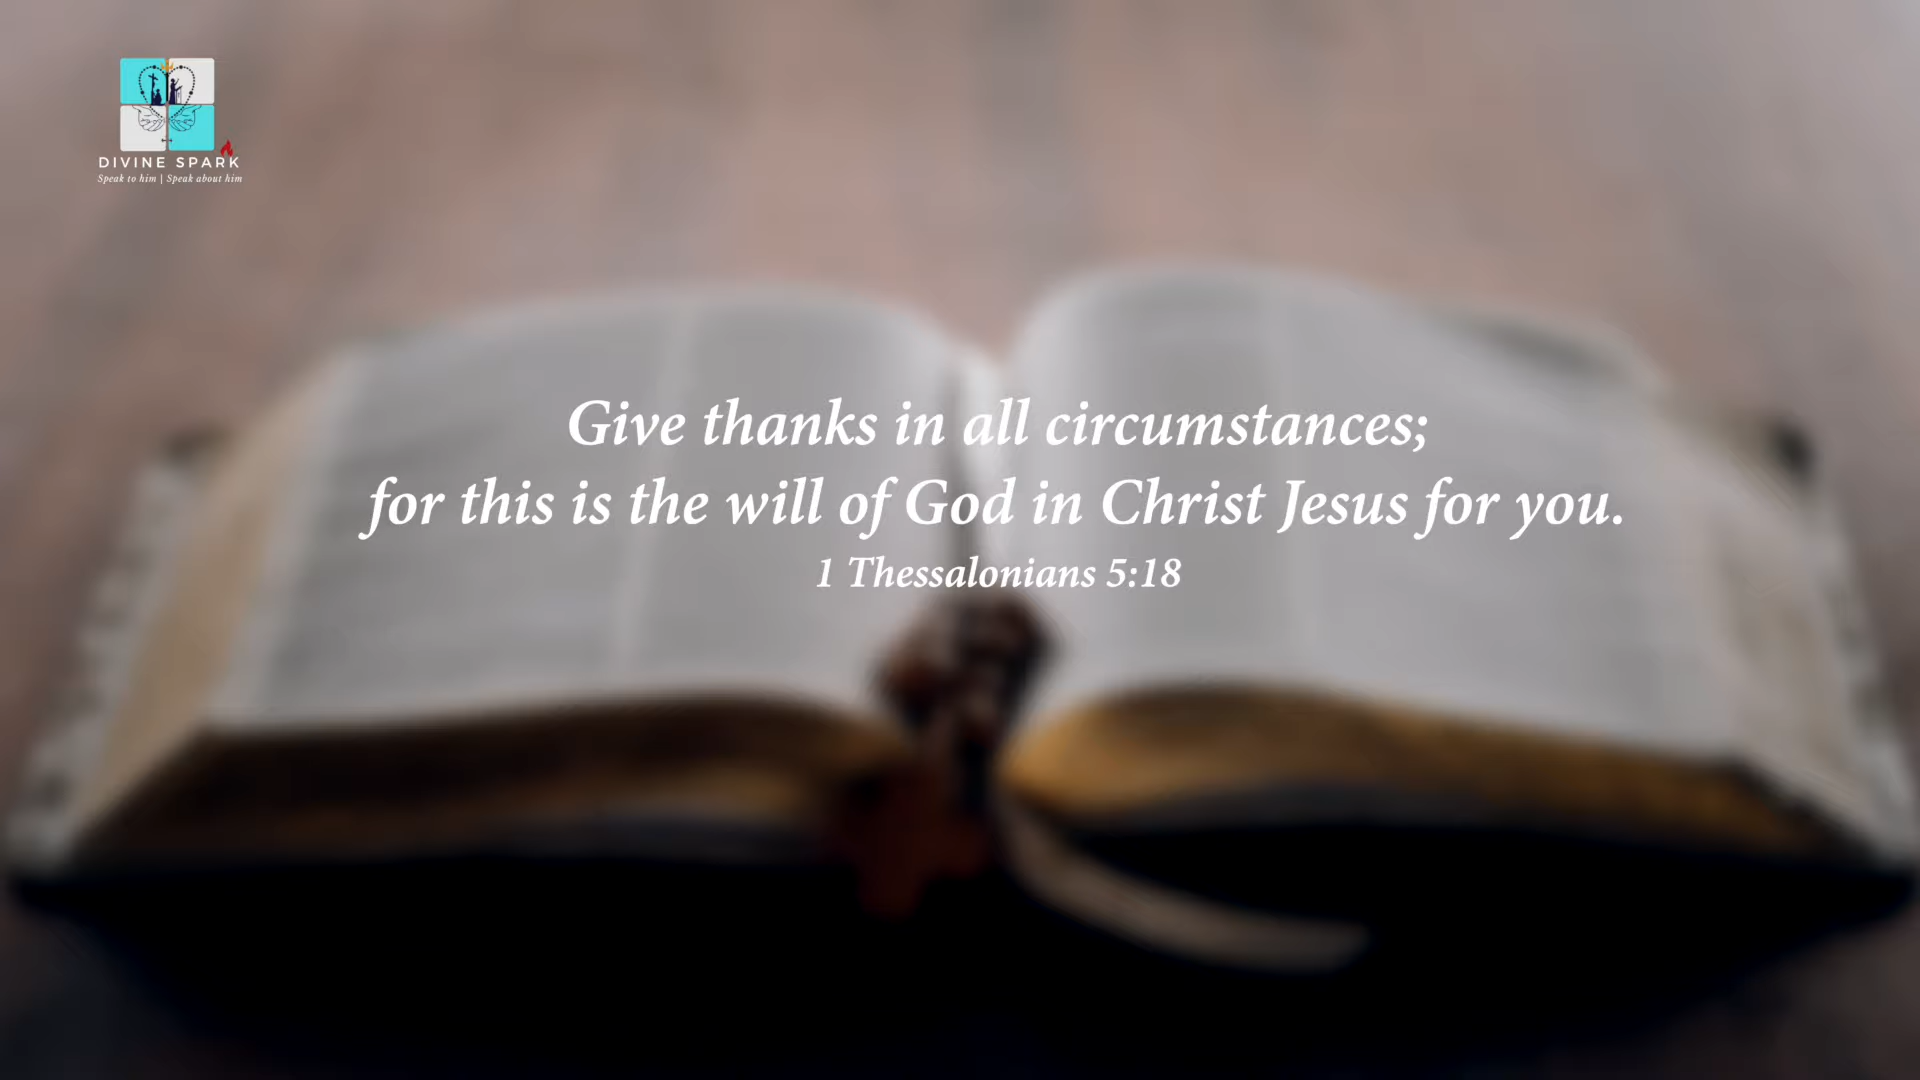 DIVINE SPARK
Speak to him | Speak about him
Give thanks in all circumstances;
for this is the will of God in Christ Jesus for you.
1 Thessalonians 5:18